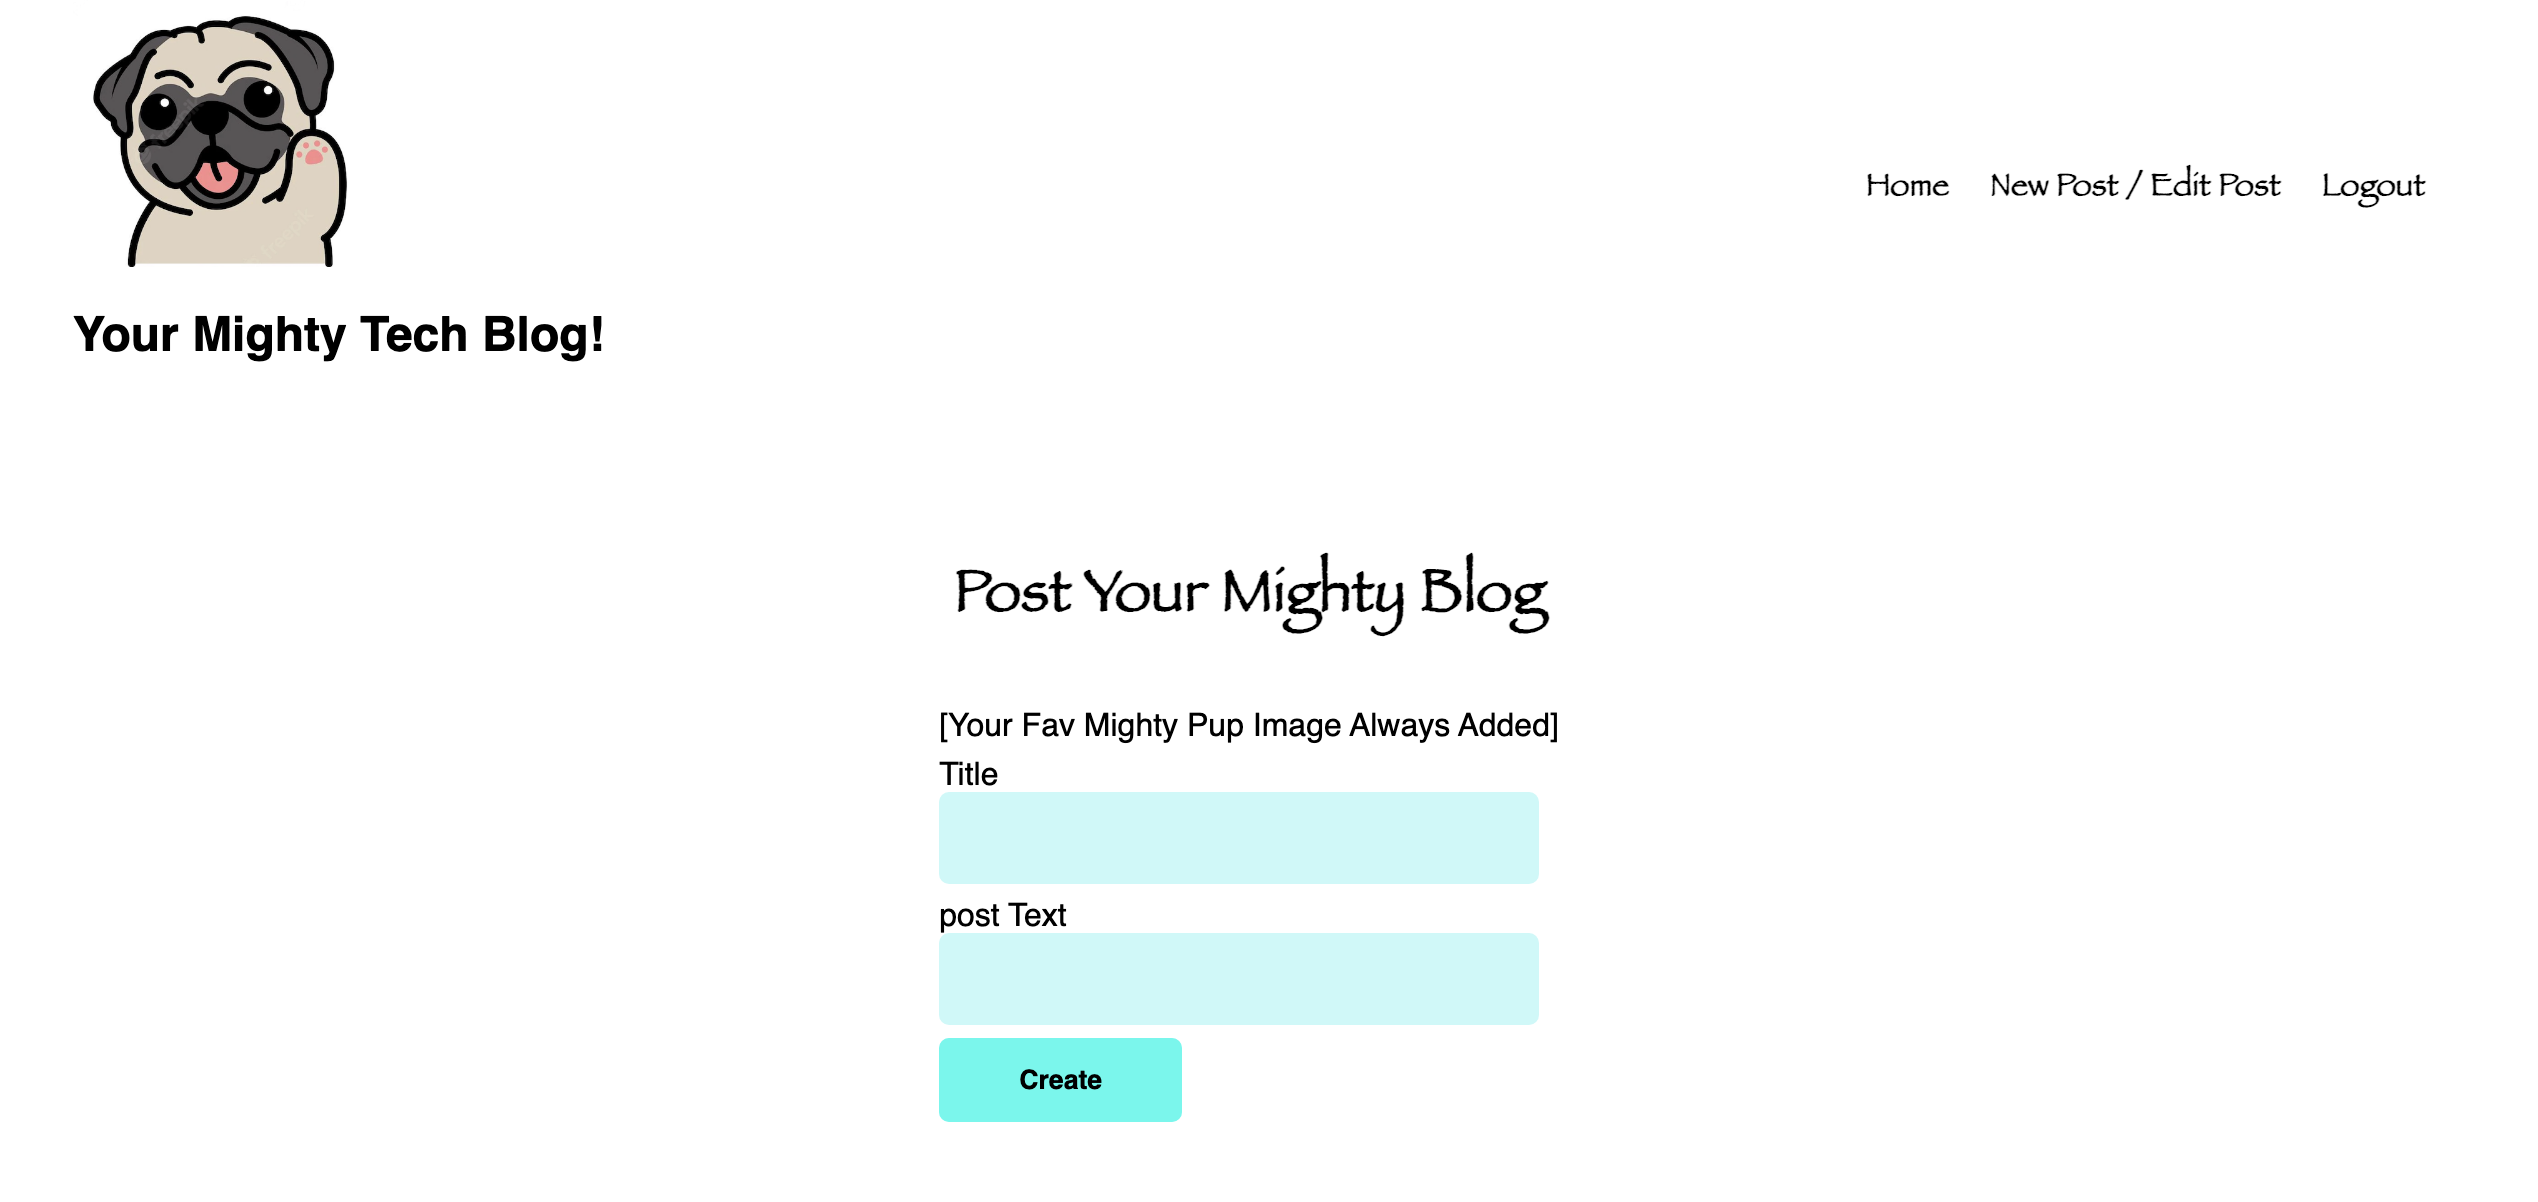 Home New Post / Edit Post Logout
Your Mighty Tech Blog!
Post Your Mighty Blog
[Your Fav Mighty Pup Image Always Added]
Title
post Text
Create